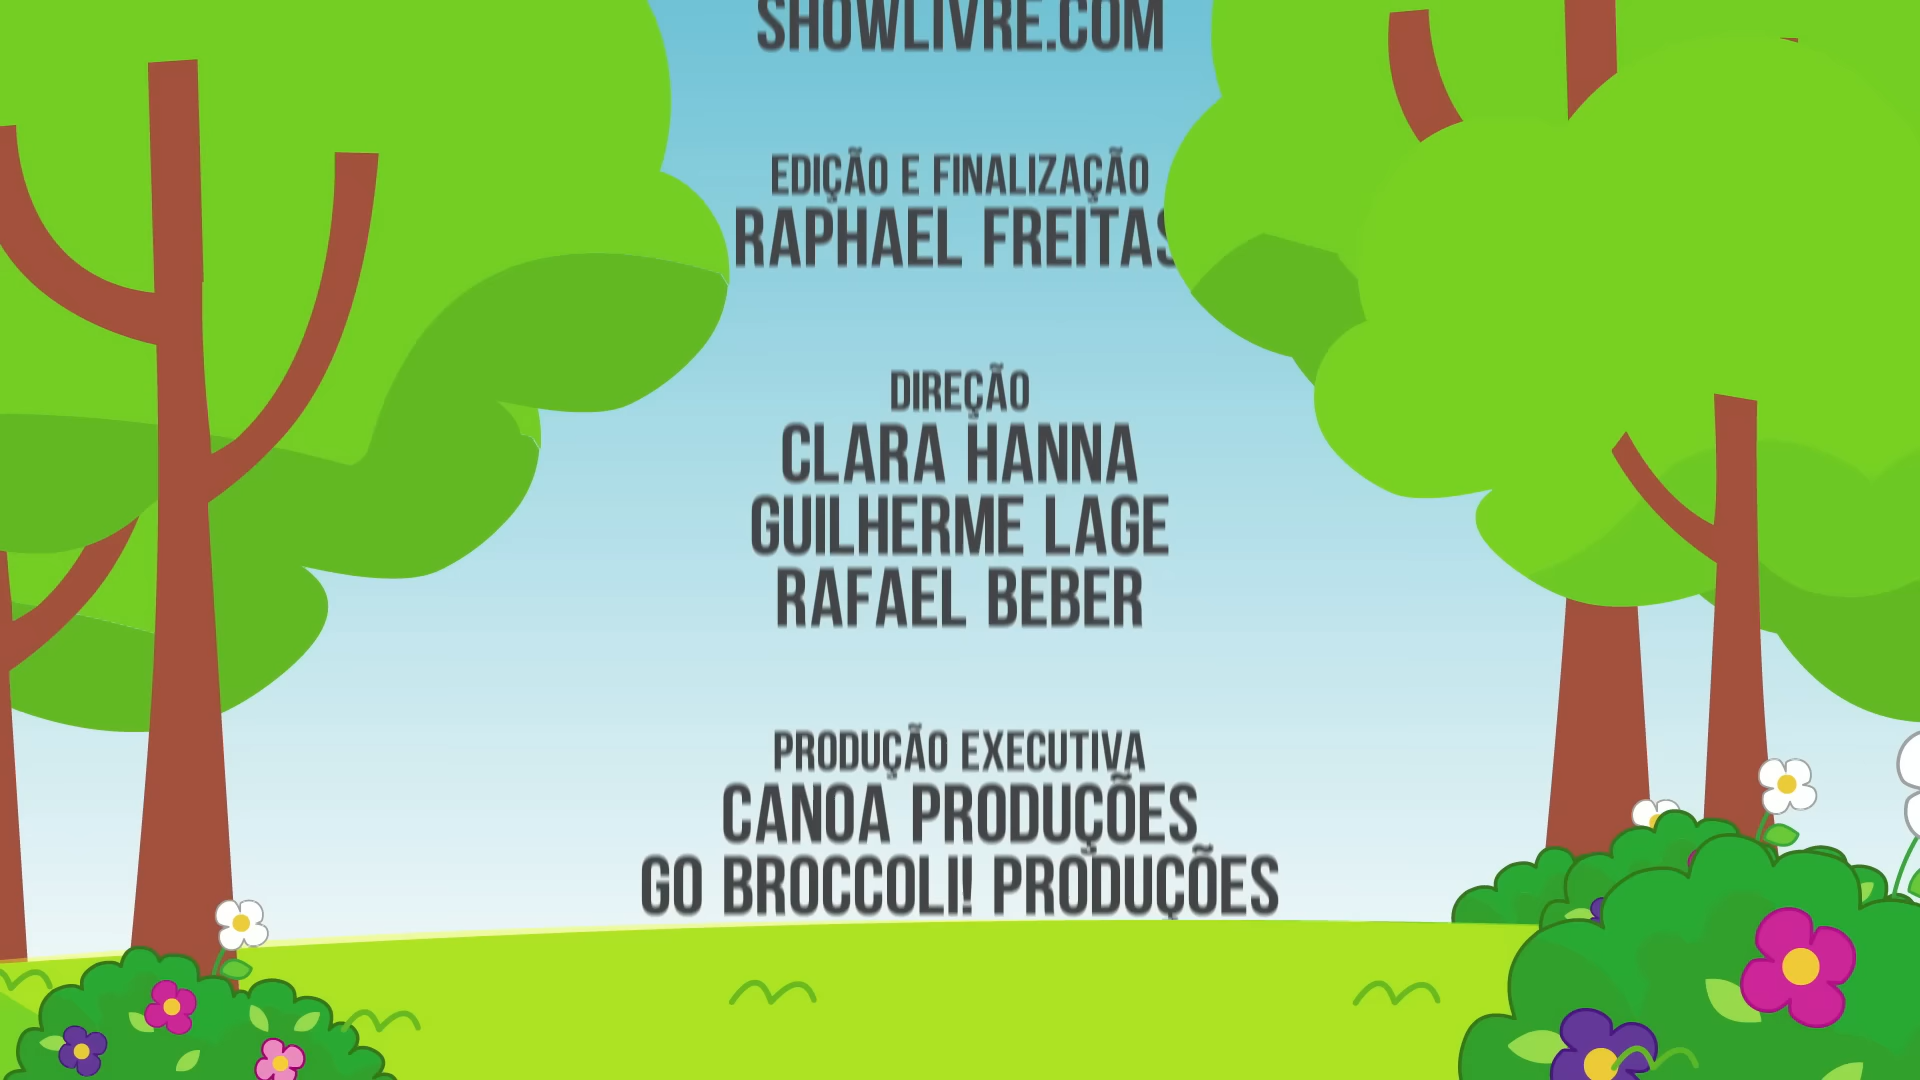 SHOWLIVRE.COM
EDIÇÃO E FINALIZAÇÃO
RAPHAEL FREITAS
DIREÇÃO
CLARA HANNA
GUILHERME LAGE
RAFAEL BEBER
PRODUÇÃO EXECUTIVA
CANOA PRODUÇÕES
GO BROCCOLI! PRODUÇÕES